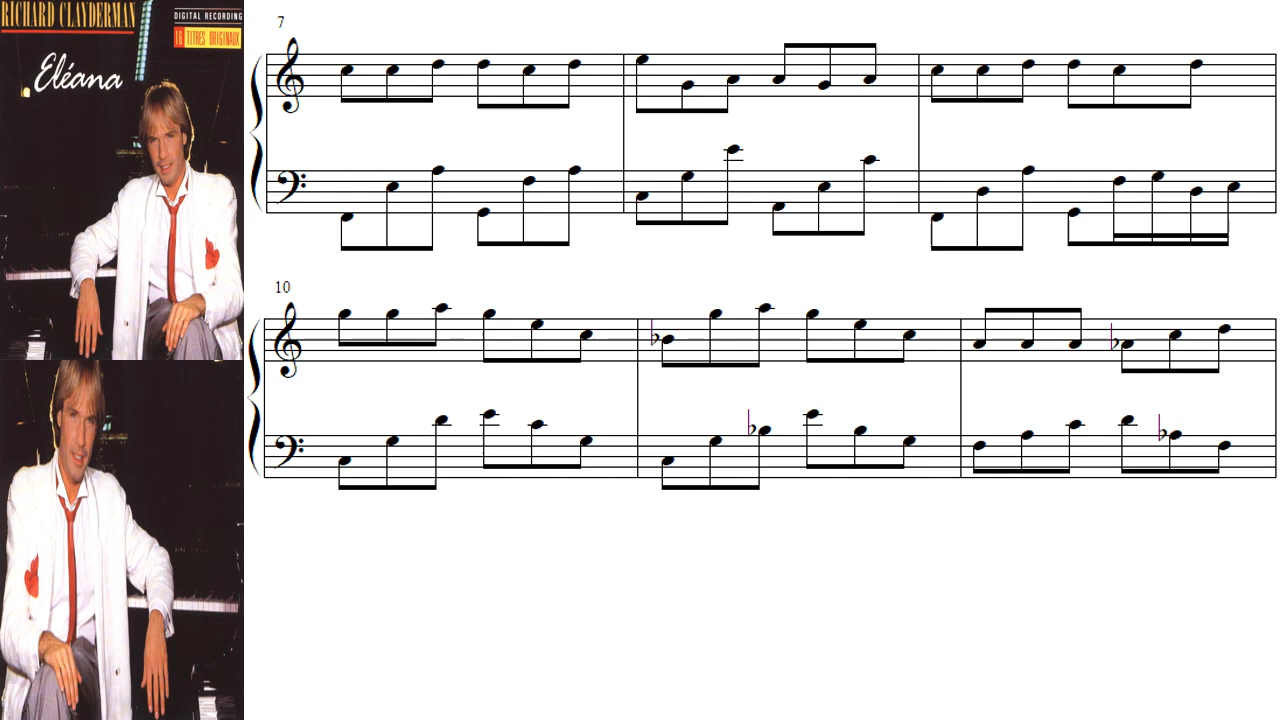 RICHARD CLAYDERMAN
DIGITAL RECORDING
16 TITRES ORIGINAUX
Eléana
7
10